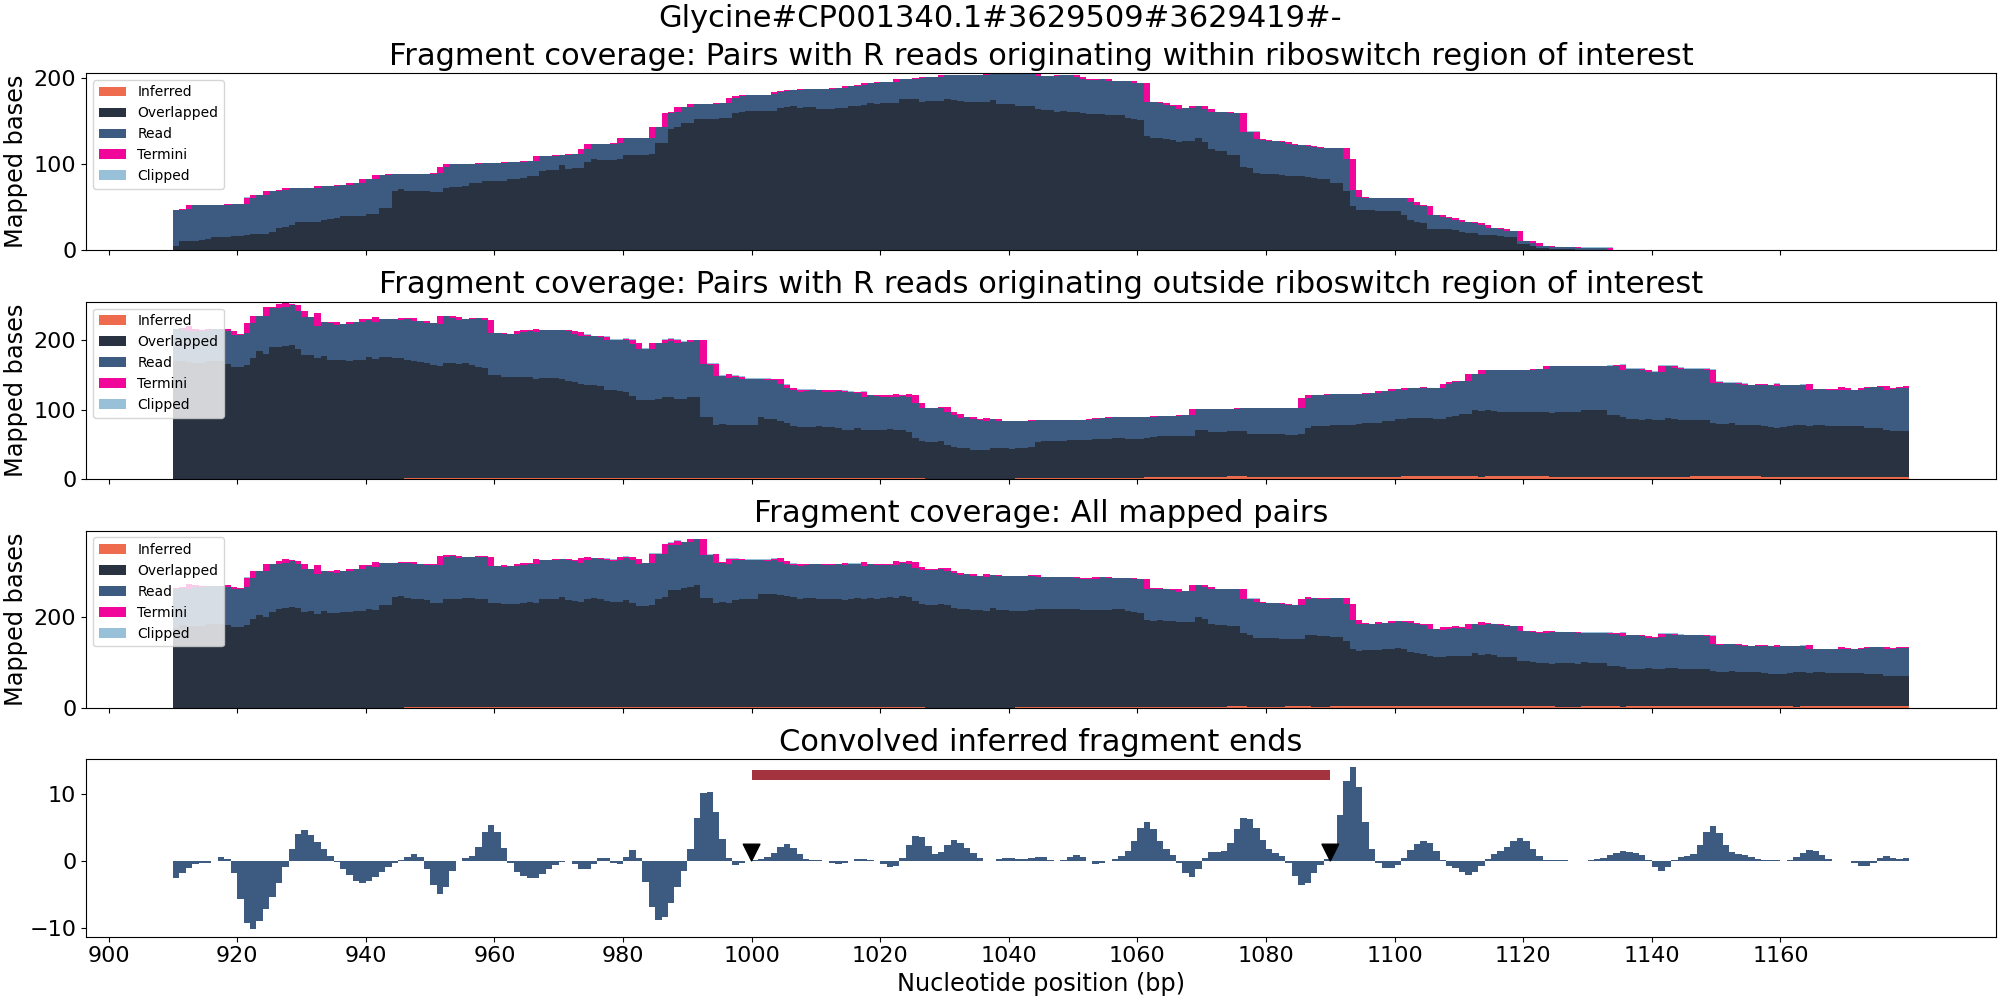 Glycine#CP001340.1#3629509#3629419#-
Fragment coverage: Pairs with R reads originating within riboswitch region of interest
Mapped bases
200
100
0
Inferred
Overlapped
Read
Termini
Clipped
Fragment coverage: Pairs with R reads originating outside riboswitch region of interest
Mapped bases
200
100
0
Inferred
Overlapped
Read
Termini
Clipped
Fragment coverage: All mapped pairs
Mapped bases
200
0
Inferred
Overlapped
Read
Termini
Clipped
Convolved inferred fragment ends
10
0
−10
900 920 940 960 980 1000 1020 1040 1060 1080 1100 1120 1140 1160
Nucleotide position (bp)